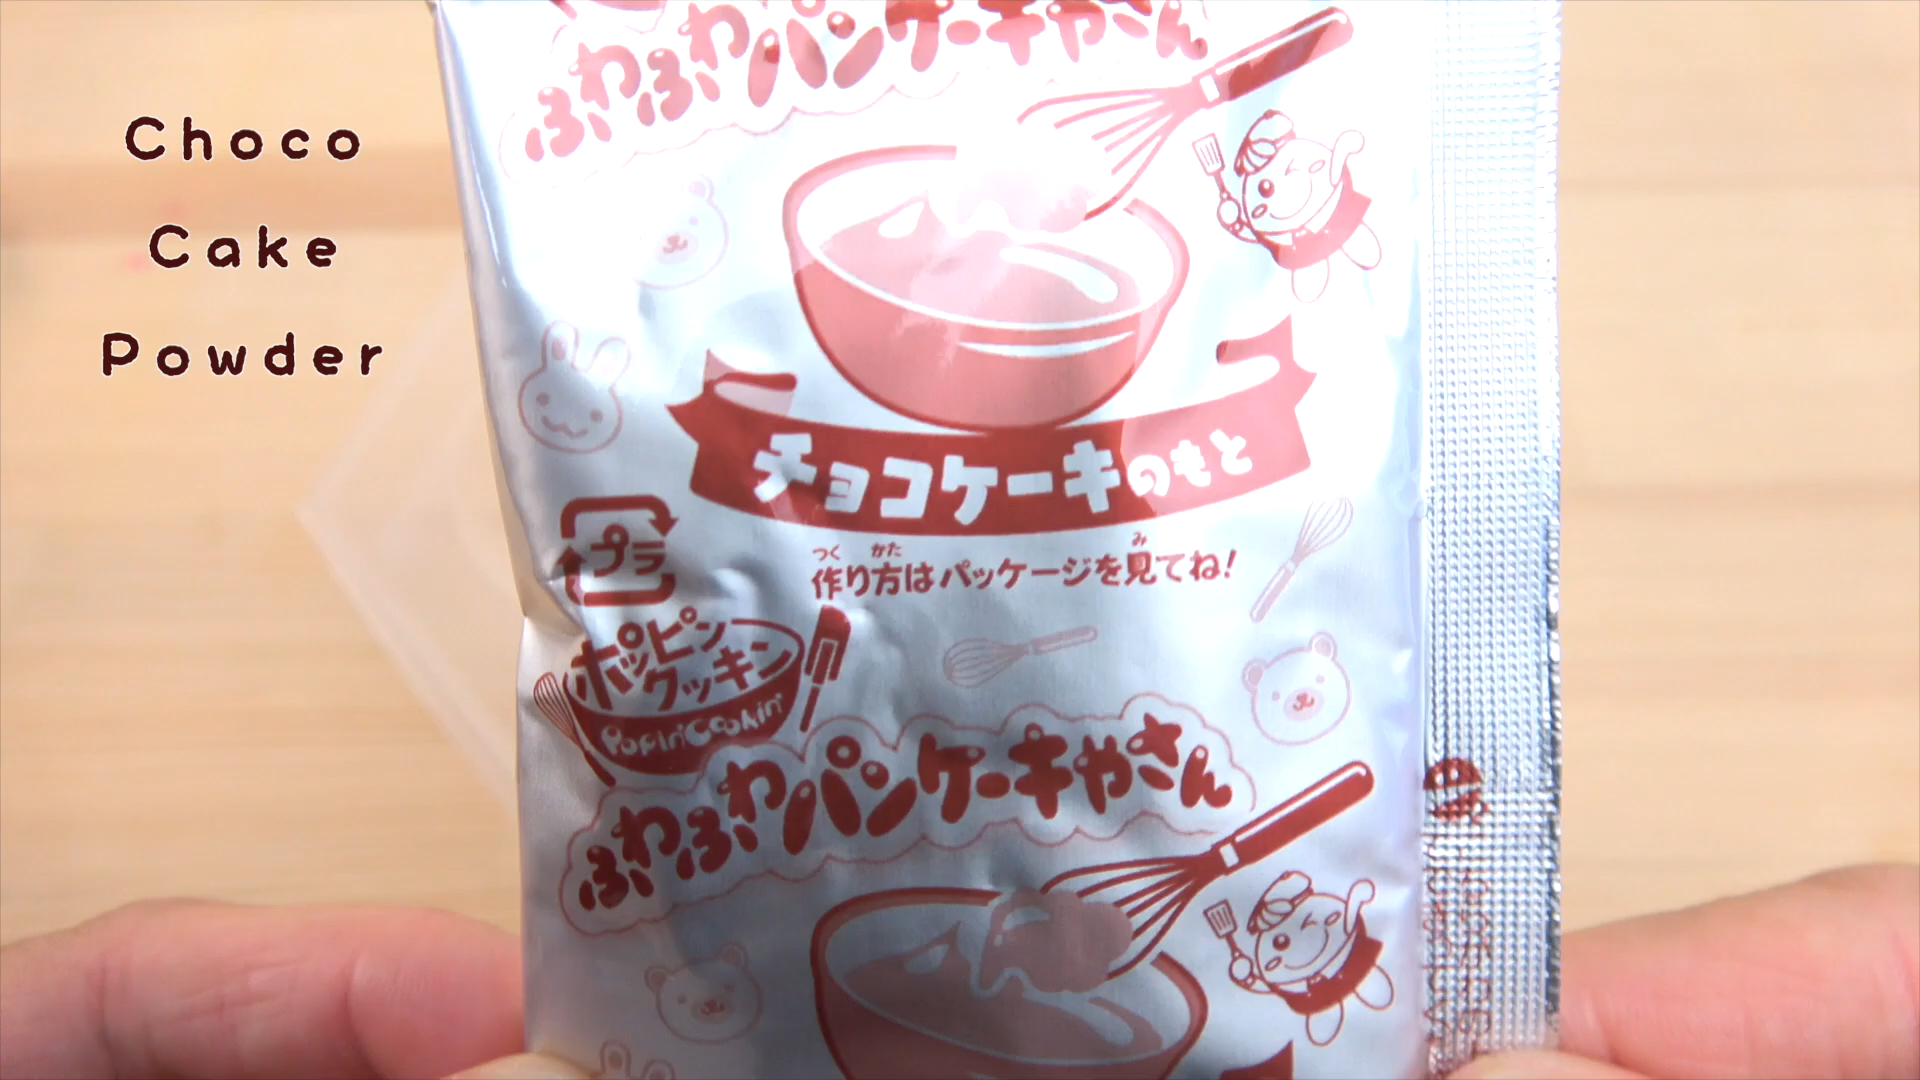 Choco
Cake
Powder
ふわふわパンケーキやさん
チョコケーキのもと
つく かた み
作り方はパッケージを見てね!
プラ
ポッピン
クッキン
Popin'Cookin'
ふわふわパンケーキやさん